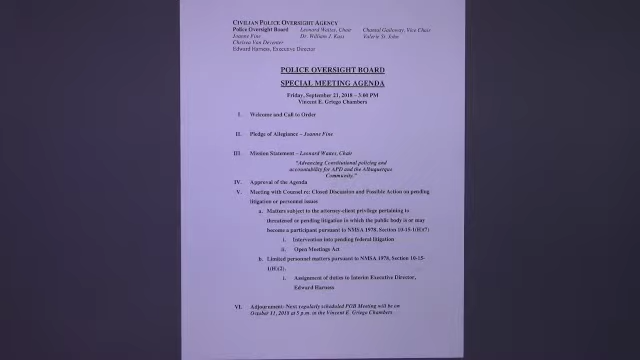 CIVILIAN POLICE OVERSIGHT AGENCY
Police Oversight Board Leonard Waites, Chair Chantal Galloway, Vice Chair
Joanne Fine Dr. William J. Kass Valerie St. John
Chelsea Van Deventer
Edward Harness, Executive Director
POLICE OVERSIGHT BOARD
SPECIAL MEETING AGENDA
Friday, September 21, 2018 – 3:00 PM
Vincent E. Griego Chambers
I. Welcome and Call to Order
II. Pledge of Allegiance – Joanne Fine
III. Mission Statement – Leonard Waites, Chair
"Advancing Constitutional policing and
accountability for APD and the Albuquerque
Community."
IV. Approval of the Agenda
V. Meeting with Counsel re: Closed Discussion and Possible Action on pending
litigation or personnel issues
a. Matters subject to the attorney-client privilege pertaining to
threatened or pending litigation in which the public body is or may
become a participant pursuant to NMSA 1978, Section 10-15-1(H)(7)
i. Intervention into pending federal litigation
ii. Open Meetings Act
b. Limited personnel matters pursuant to NMSA 1978, Section 10-15-
1(H)(2).
i. Assignment of duties to Interim Executive Director,
Edward Harness
VI. Adjournment- Next regularly scheduled POB Meeting will be on
October 11, 2018 at 5 p.m. in the Vincent E. Griego Chambers